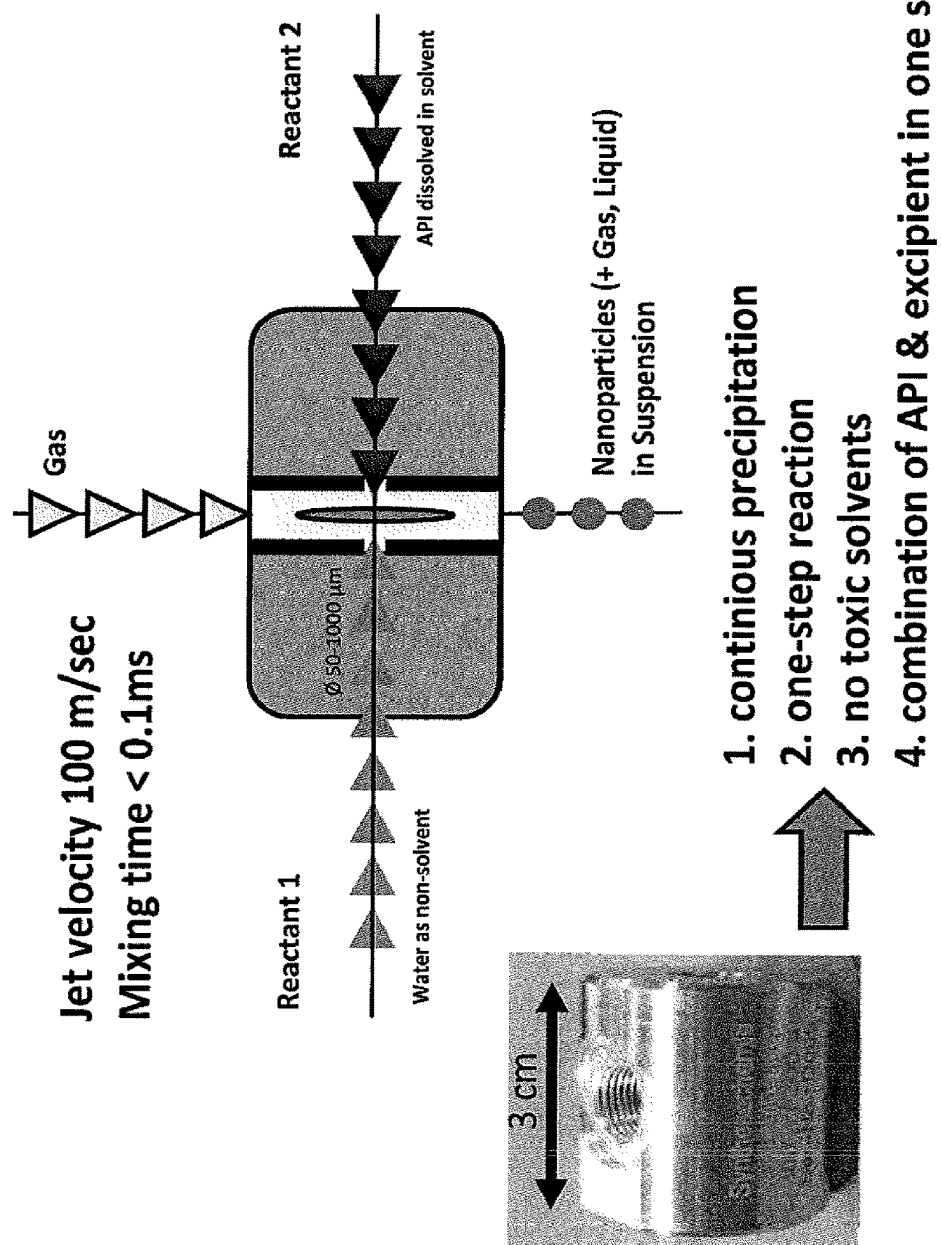 Jet velocity 100 m/sec
Mixing time < 0.1ms
Gas
Reactant 1
Reactant 2
Ø 50-1000 µm
Water as non-solvent
API dissolved in solvent
Nanoparticles (+ Gas, Liquid)
in Suspension
3 cm
1. continious precipitation
2. one-step reaction
3. no toxic solvents
4. combination of API & excipient in one s